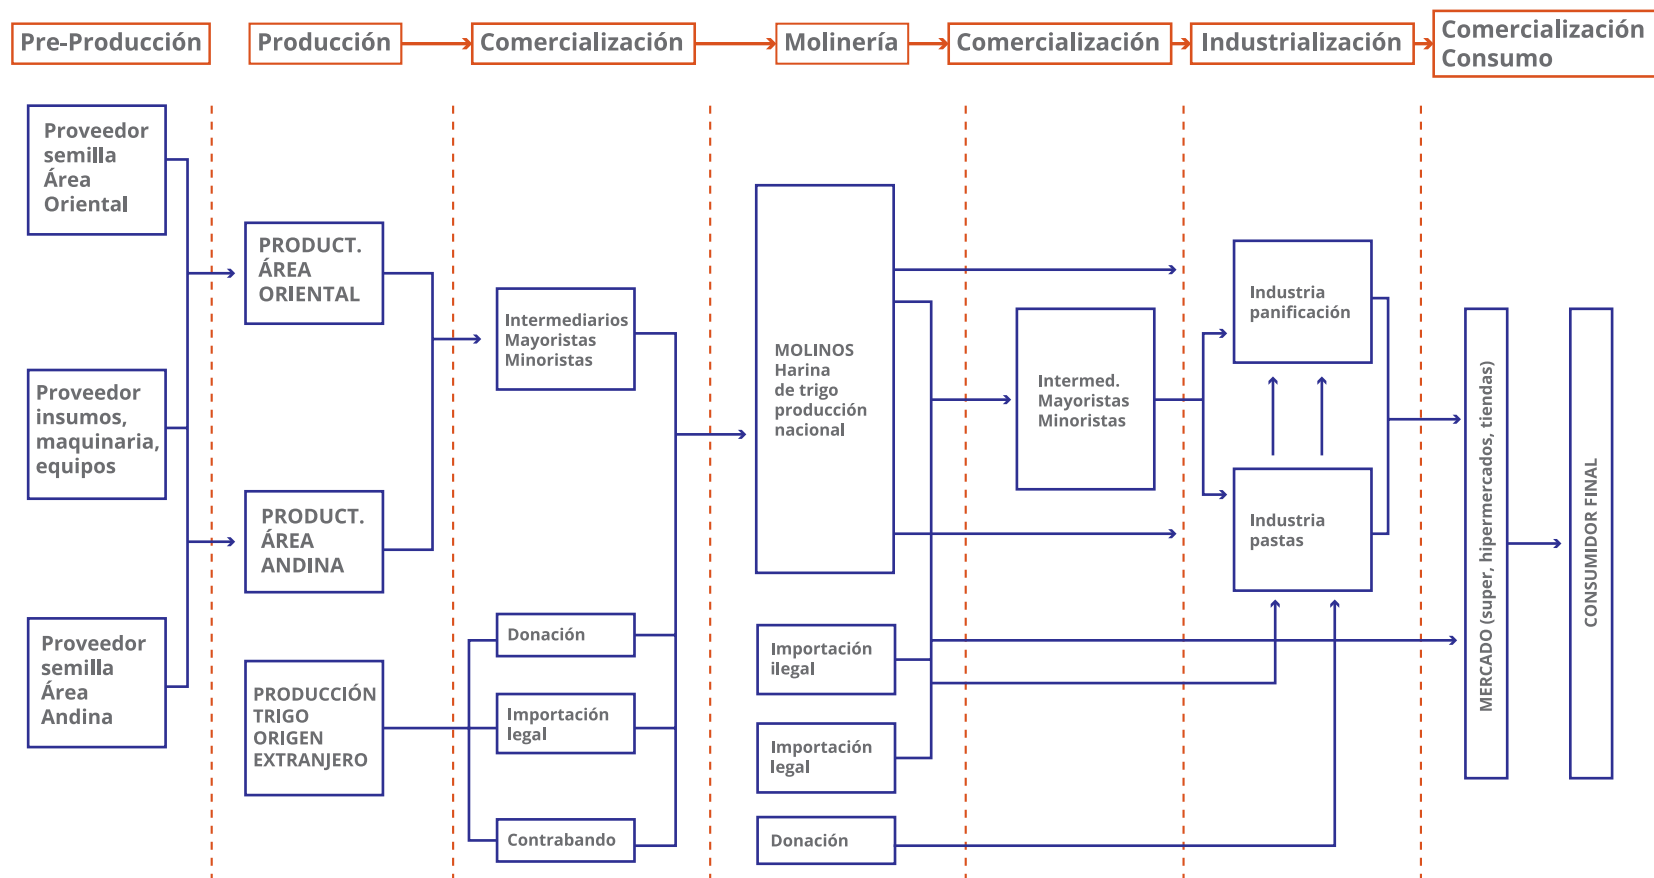 Pre-Producción
Producción
Comercialización
Molinería
Comercialización
Industrialización
Comercialización
Consumo
Proveedor
semilla
Área
Oriental
Proveedor
insumos,
maquinaria,
equipos
Proveedor
semilla
Área
Andina
PRODUCT.
ÁREA
ORIENTAL
PRODUCT.
ÁREA
ANDINA
PRODUCCIÓN
TRIGO
ORIGEN
EXTRANJERO
Intermediarios
Mayoristas
Minoristas
Donación
Importación
legal
Contrabando
MOLINOS
Harina
de trigo
producción
nacional
Importación
ilegal
Importación
legal
Donación
Intermed.
Mayoristas
Minoristas
Industria
panificación
Industria
pastas
MERCADO (super, hipermercados, tiendas)
CONSUMIDOR FINAL